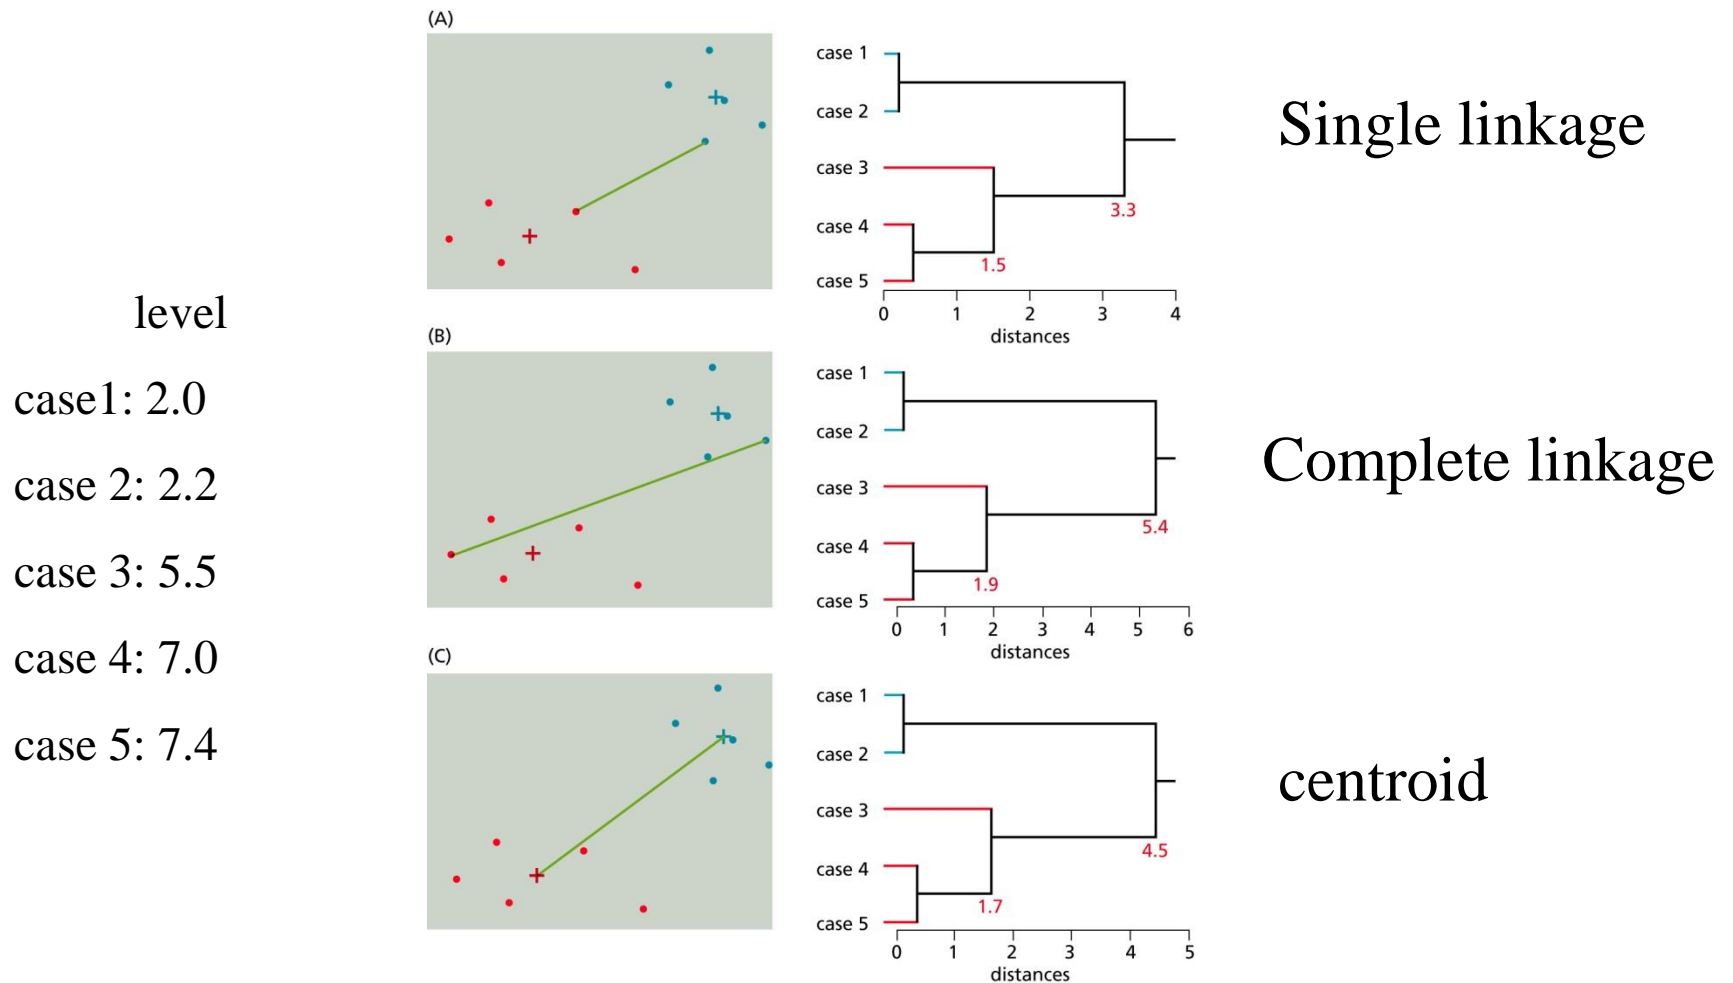 level
case1: 2.0
case 2: 2.2
case 3: 5.5
case 4: 7.0
case 5: 7.4
(A)
case 1
case 2
case 3
case 4
case 5
3.3
1.5
0 1 2 3 4
distances
Single linkage
(B)
case 1
case 2
case 3
case 4
case 5
5.4
1.9
0 1 2 3 4 5 6
distances
Complete linkage
(C)
case 1
case 2
case 3
case 4
case 5
4.5
1.7
0 1 2 3 4 5
distances
centroid